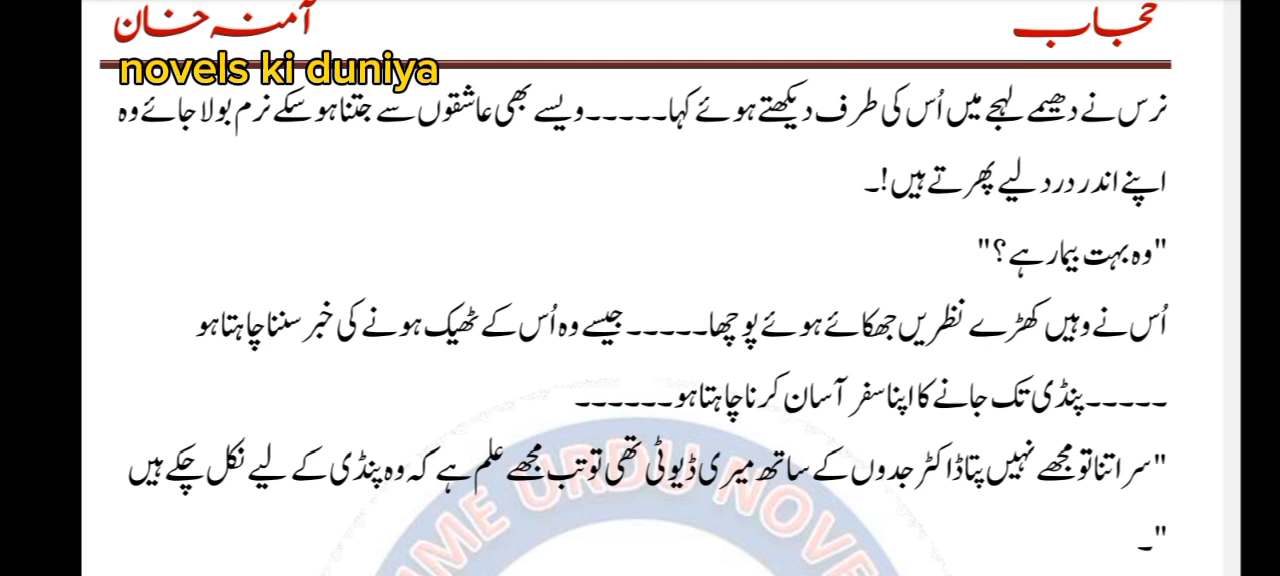 حجاب آمنہ خان
novels ki duniya
نرس نے دھیمے لہجے میں اُس کی طرف دیکھتے ہوئے کہا۔۔۔۔۔ویسے بھی عاشقوں سے جتنا ہو سکے نرم بولا جائے وہ
اپنے اندر درد لیے پھرتے ہیں!۔
"وہ بہت بیمار ہے؟"
اُس نے وہیں کھڑے نظریں جھکائے ہوئے پوچھا۔۔۔۔۔جیسے وہ اُس کے ٹھیک ہونے کی خبر سننا چاہتا ہو
۔۔۔۔۔پنڈی تک جانے کا اپنا سفر آسان کرنا چاہتا ہو۔۔۔۔۔۔
"سر اتنا تو مجھے نہیں پتا ڈاکٹر جدوں کے ساتھ میری ڈیوٹی تھی تو تب مجھے علم ہے کہ وہ پنڈی کے لیے نکل چکے ہیں
"۔
URDU NOVE